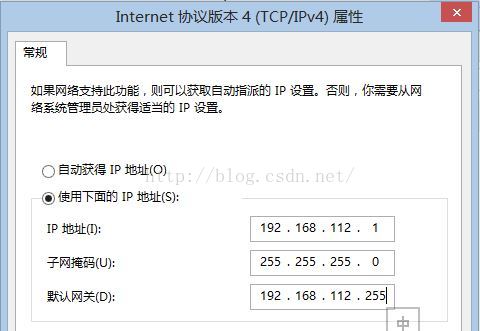 Internet 协议版本 4 (TCP/IPv4) 属性
常规
如果网络支持此功能，则可以获取自动指派的 IP 设置。否则，你需要从网
络系统管理员处获得适当的 IP 设置。
自动获得 IP 地址(O)
http://blog.csdn.net/
使用下面的 IP 地址(S):
IP 地址(I): 192 . 168 . 112 . 1
子网掩码(U): 255 . 255 . 255 . 0
默认网关(D): 192 . 168 . 112 . 255
中